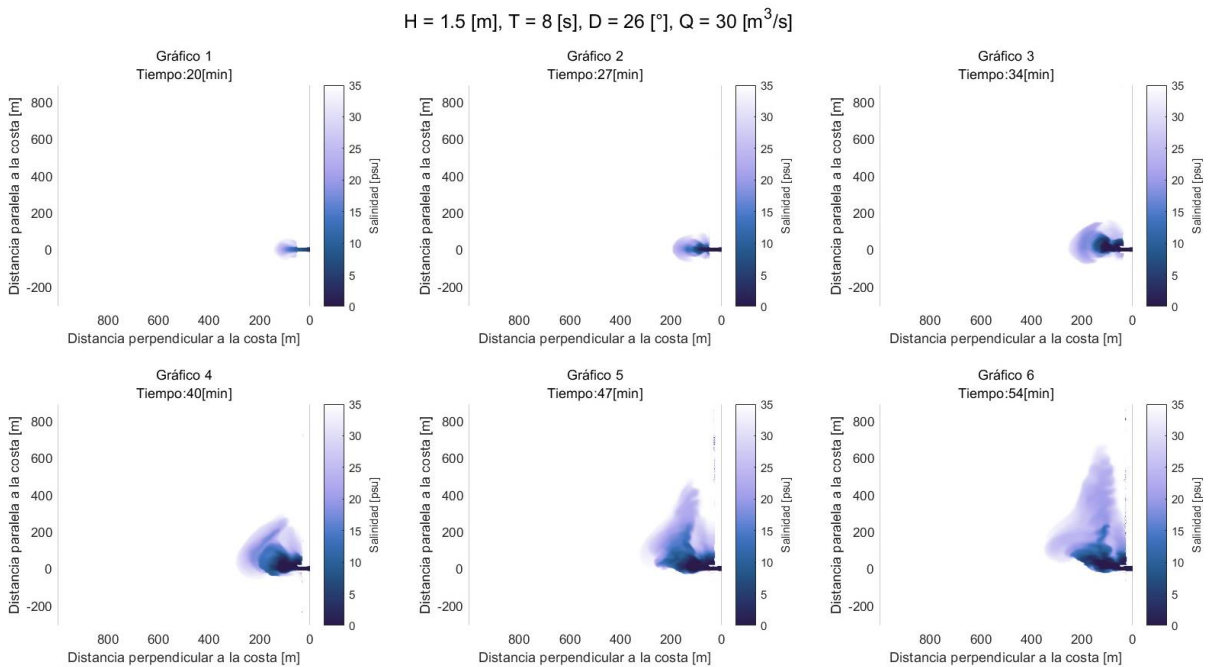 H = 1.5 [m], T = 8 [s], D = 26 [°], Q = 30 [m³/s]
Gráfico 1
Tiempo:20[min]
Distancia paralela a la costa [m]
800
600
400
200
0
-200
800 600 400 200 0
Distancia perpendicular a la costa [m]
35
30
25
20
15
10
5
0
Salinidad [psu]
Gráfico 2
Tiempo:27[min]
Distancia paralela a la costa [m]
800
600
400
200
0
-200
800 600 400 200 0
Distancia perpendicular a la costa [m]
35
30
25
20
15
10
5
0
Salinidad [psu]
Gráfico 3
Tiempo:34[min]
Distancia paralela a la costa [m]
800
600
400
200
0
-200
800 600 400 200 0
Distancia perpendicular a la costa [m]
35
30
25
20
15
10
5
0
Salinidad [psu]
Gráfico 4
Tiempo:40[min]
Distancia paralela a la costa [m]
800
600
400
200
0
-200
800 600 400 200 0
Distancia perpendicular a la costa [m]
35
30
25
20
15
10
5
0
Salinidad [psu]
Gráfico 5
Tiempo:47[min]
Distancia paralela a la costa [m]
800
600
400
200
0
-200
800 600 400 200 0
Distancia perpendicular a la costa [m]
35
30
25
20
15
10
5
0
Salinidad [psu]
Gráfico 6
Tiempo:54[min]
Distancia paralela a la costa [m]
800
600
400
200
0
-200
800 600 400 200 0
Distancia perpendicular a la costa [m]
35
30
25
20
15
10
5
0
Salinidad [psu]